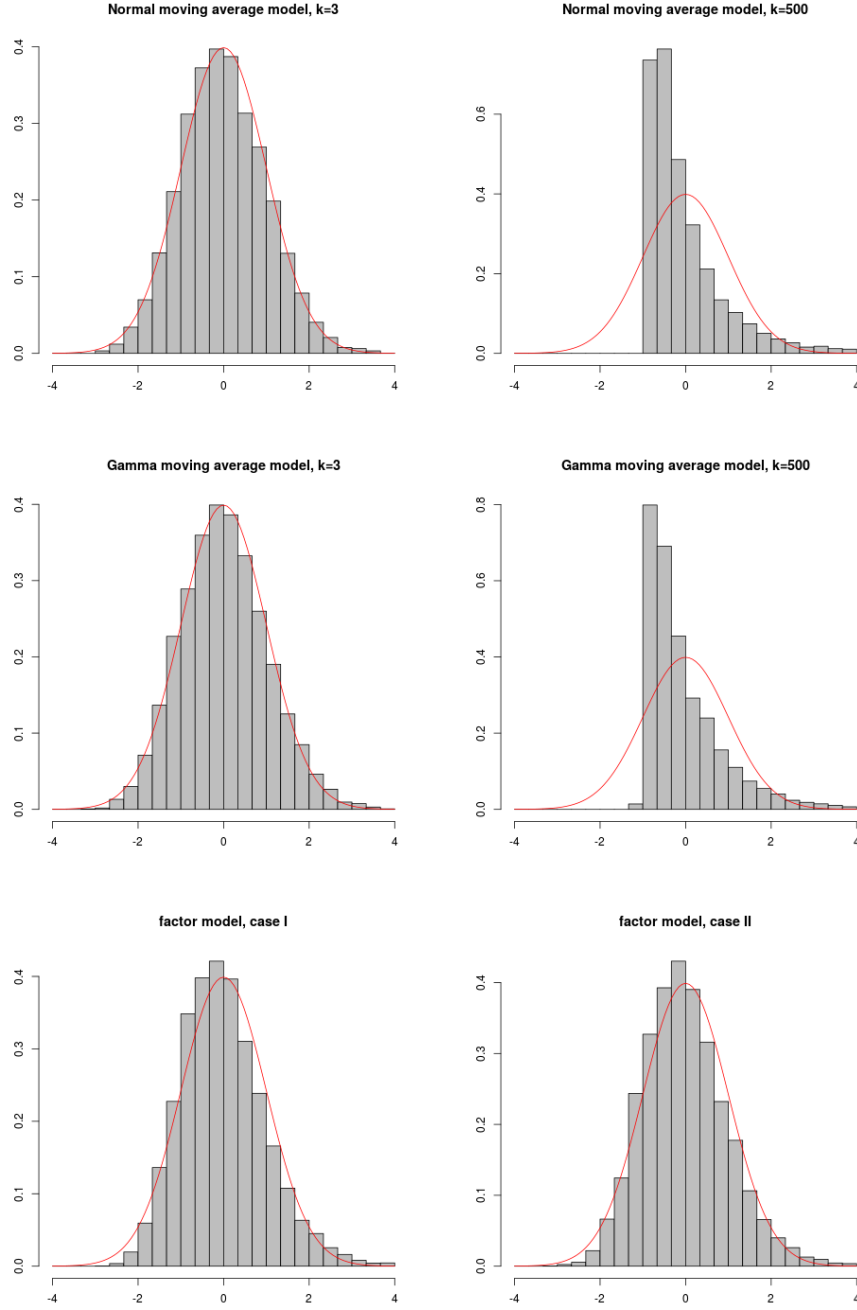 Normal moving average model, k=3
0.0 0.1 0.2 0.3 0.4
-4 -2 0 2 4
Normal moving average model, k=500
0.0 0.2 0.4 0.6
-4 -2 0 2 4
Gamma moving average model, k=3
0.0 0.1 0.2 0.3 0.4
-4 -2 0 2 4
Gamma moving average model, k=500
0.0 0.2 0.4 0.6 0.8
-4 -2 0 2 4
factor model, case I
0.0 0.1 0.2 0.3 0.4
-4 -2 0 2 4
factor model, case II
0.0 0.1 0.2 0.3 0.4
-4 -2 0 2 4